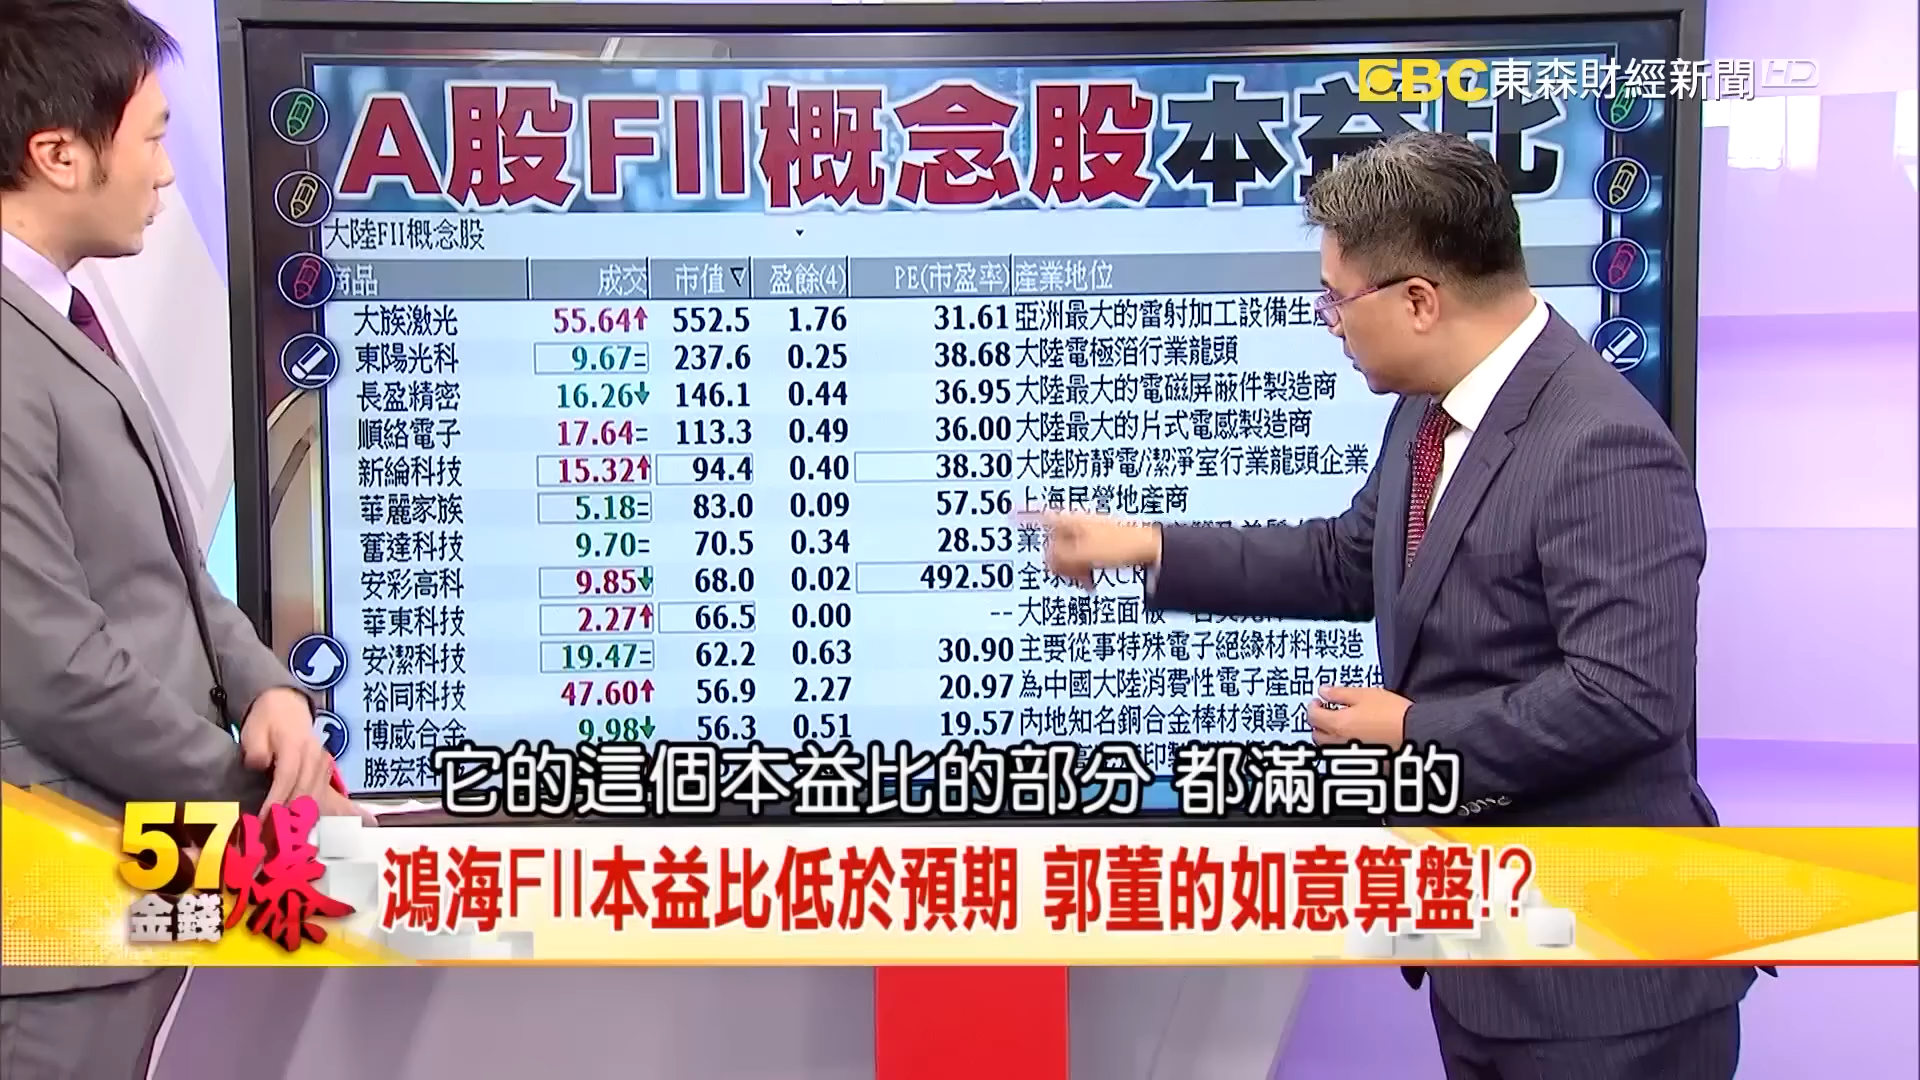 EBC東森財經新聞HD
A股FII概念股本益比
大陸FII概念股
商品 成交 市值 盈餘(4) PE(市盈率) 產業地位
大族激光 55.64 552.5 1.76 31.61 亞洲最大的雷射加工設備生
東陽光科 9.67= 237.6 0.25 38.68 大陸電極箔行業龍頭
長盈精密 16.26 146.1 0.44 36.95 大陸最大的電磁屏蔽件製造商
順絡電子 17.64= 113.3 0.49 36.00 大陸最大的片式電感製造商
新綸科技 15.32 94.4 0.40 38.30 大陸防靜電/潔淨室行業龍頭企業
華麗家族 5.18= 83.0 0.09 57.56 上海民營地產商
奮達科技 9.70= 70.5 0.34 28.53 業
安彩高科 9.85 68.0 0.02 492.50 全球
華東科技 2.27 66.5 0.00 -- 大陸觸控面板
安潔科技 19.47= 62.2 0.63 30.90 主要從事特殊電子絕緣材料製造
裕同科技 47.60 56.9 2.27 20.97 為中國大陸消費性電子產品包裝供
博威合金 9.98 56.3 0.51 19.57 內地知名銅合金棒材領導企
勝宏科
它的這個本益比的部分 都滿高的
57金錢爆
鴻海FII本益比低於預期 郭董的如意算盤!?